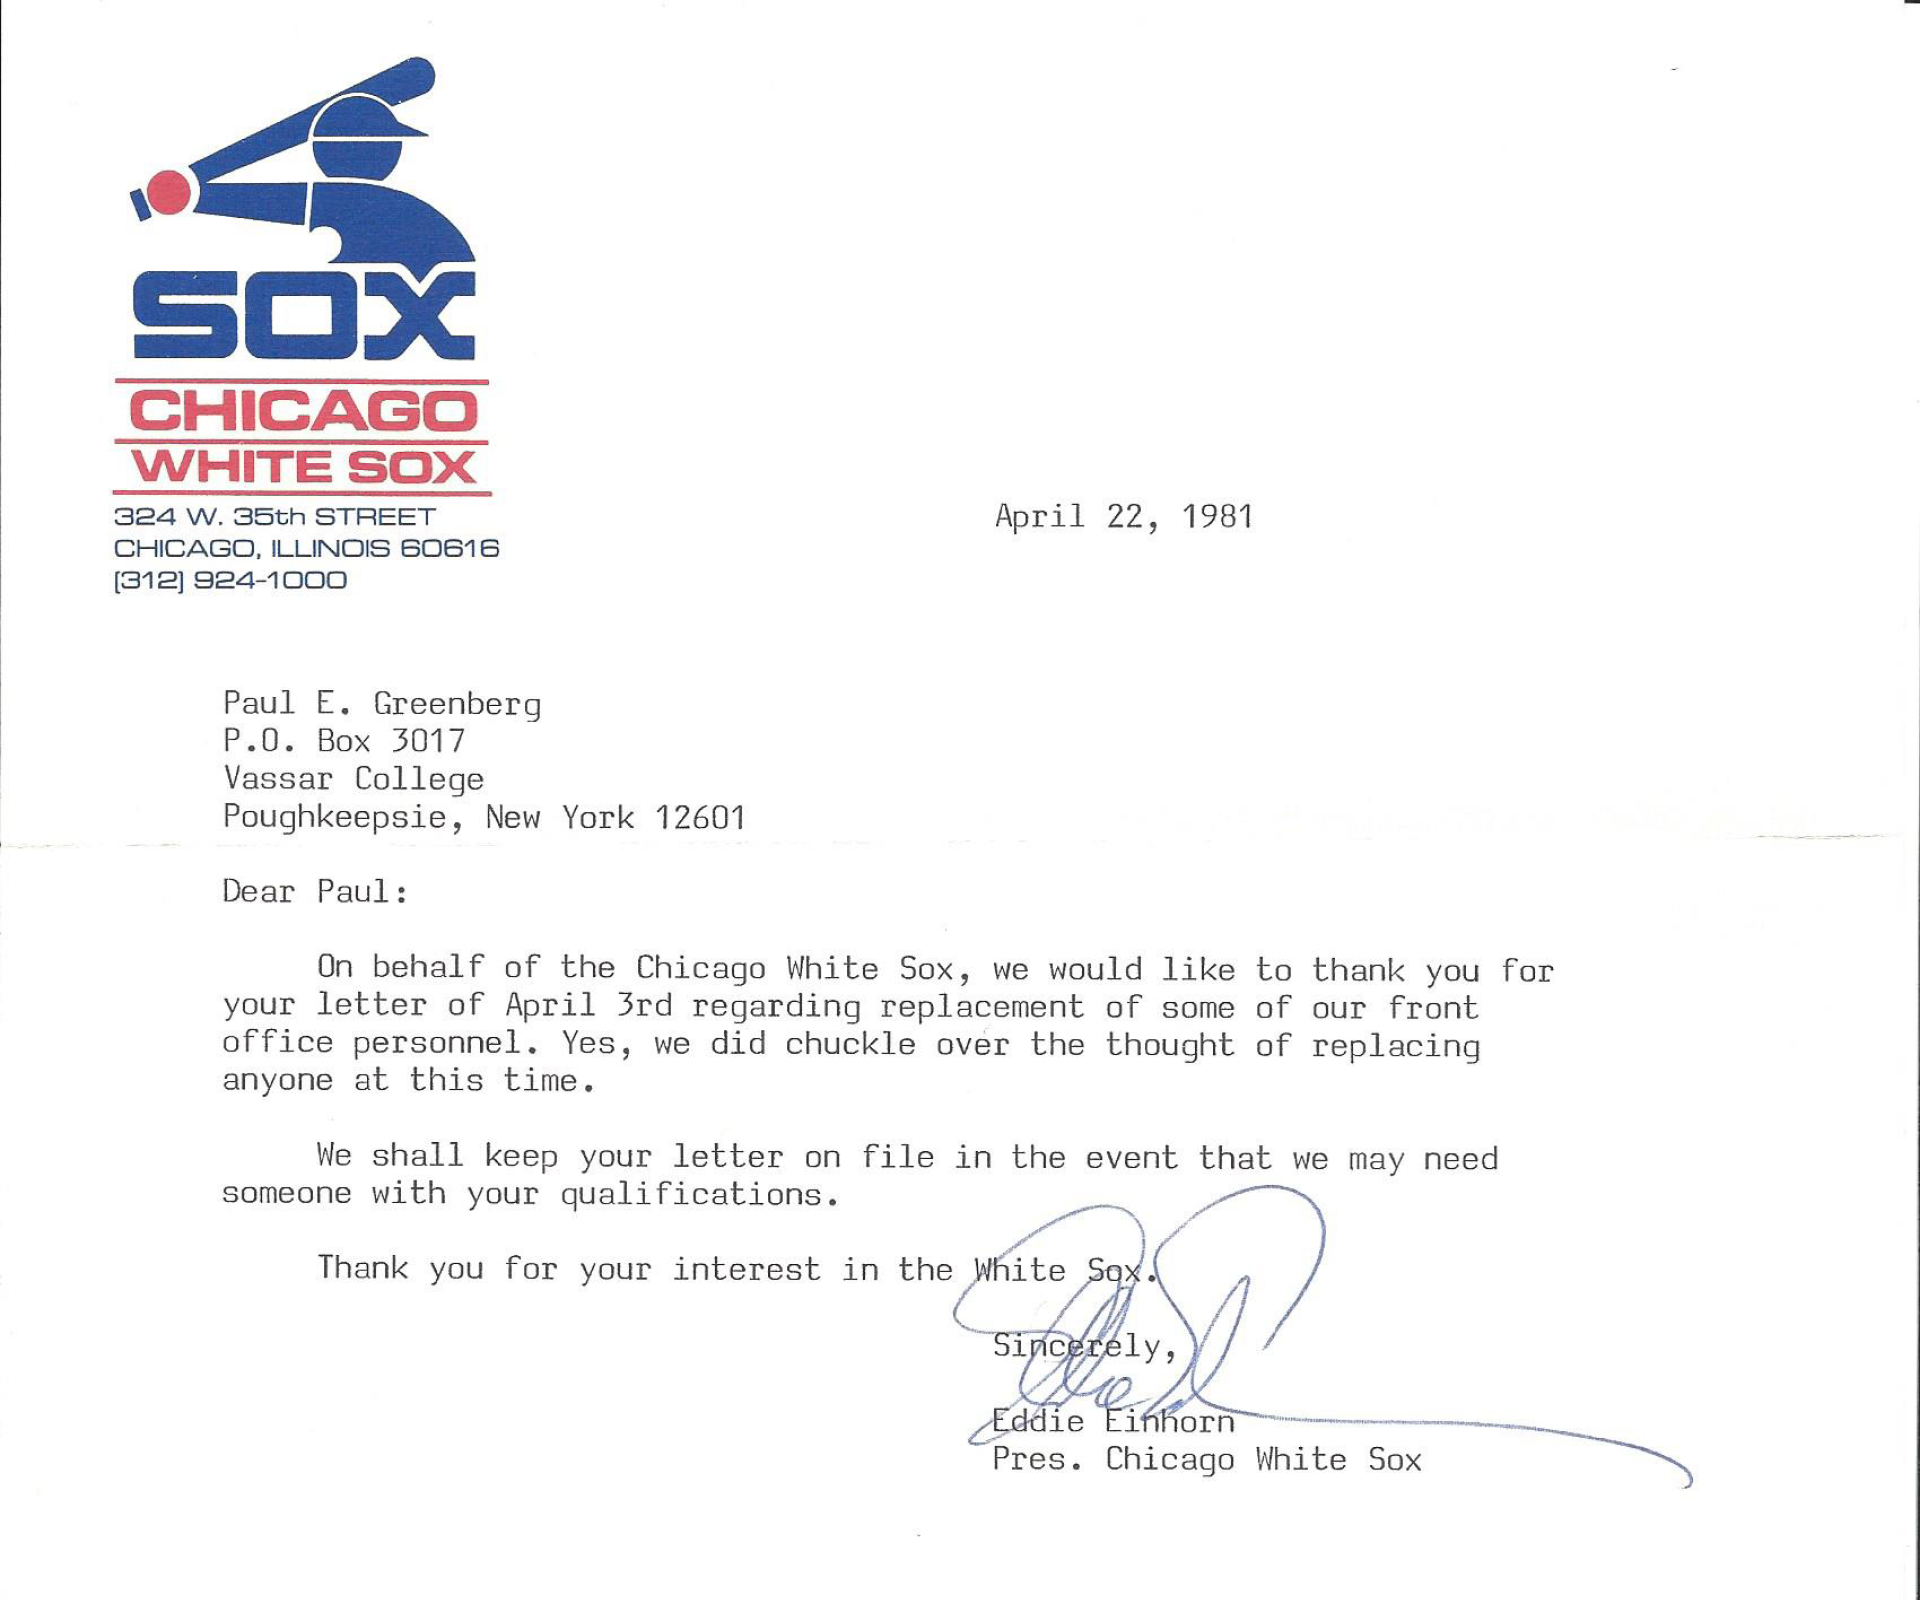 SOX
CHICAGO
WHITE SOX
324 W. 35th STREET
CHICAGO, ILLINOIS 60616
[312] 924-1000
April 22, 1981
Paul E. Greenberg
P.O. Box 3017
Vassar College
Poughkeepsie, New York 12601
Dear Paul:
On behalf of the Chicago White Sox, we would like to thank you for
your letter of April 3rd regarding replacement of some of our front
office personnel. Yes, we did chuckle over the thought of replacing
anyone at this time.
We shall keep your letter on file in the event that we may need
someone with your qualifications.
Thank you for your interest in the White Sox.
Sincerely,
Eddie Einhorn
Pres. Chicago White Sox